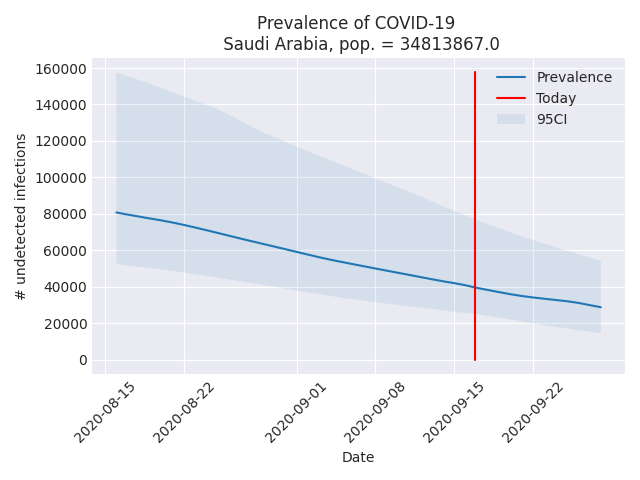 Prevalence of COVID-19
Saudi Arabia, pop. = 34813867.0
160000
140000
120000
100000
80000
60000
40000
20000
0
# undetected infections
Prevalence
Today
95CI
2020-08-15
2020-08-22
2020-09-01
2020-09-08
2020-09-15
2020-09-22
Date